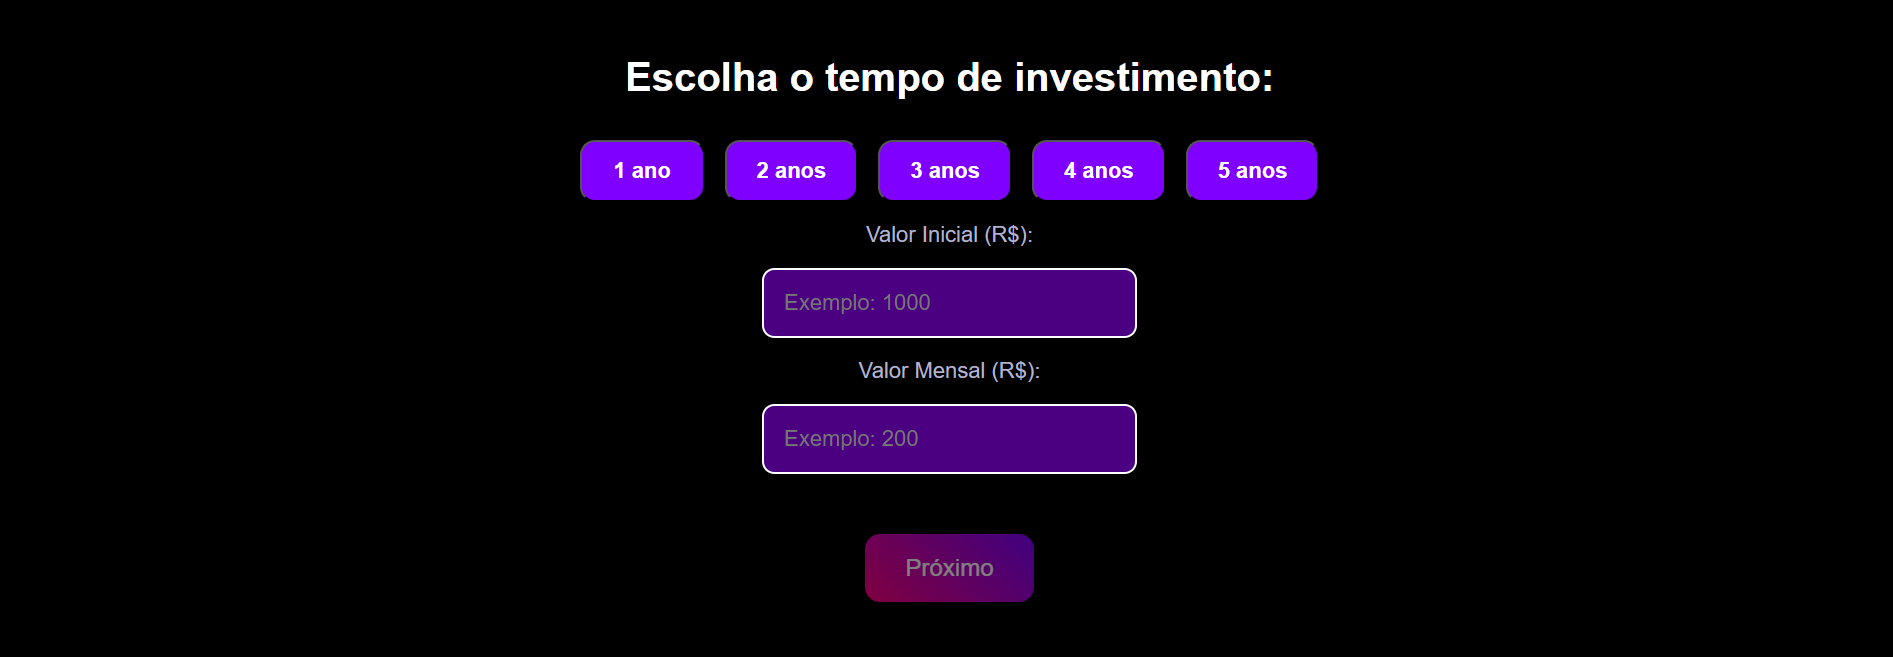 Escolha o tempo de investimento:
1 ano 2 anos 3 anos 4 anos 5 anos
Valor Inicial (R$):
Exemplo: 1000
Valor Mensal (R$):
Exemplo: 200
Próximo